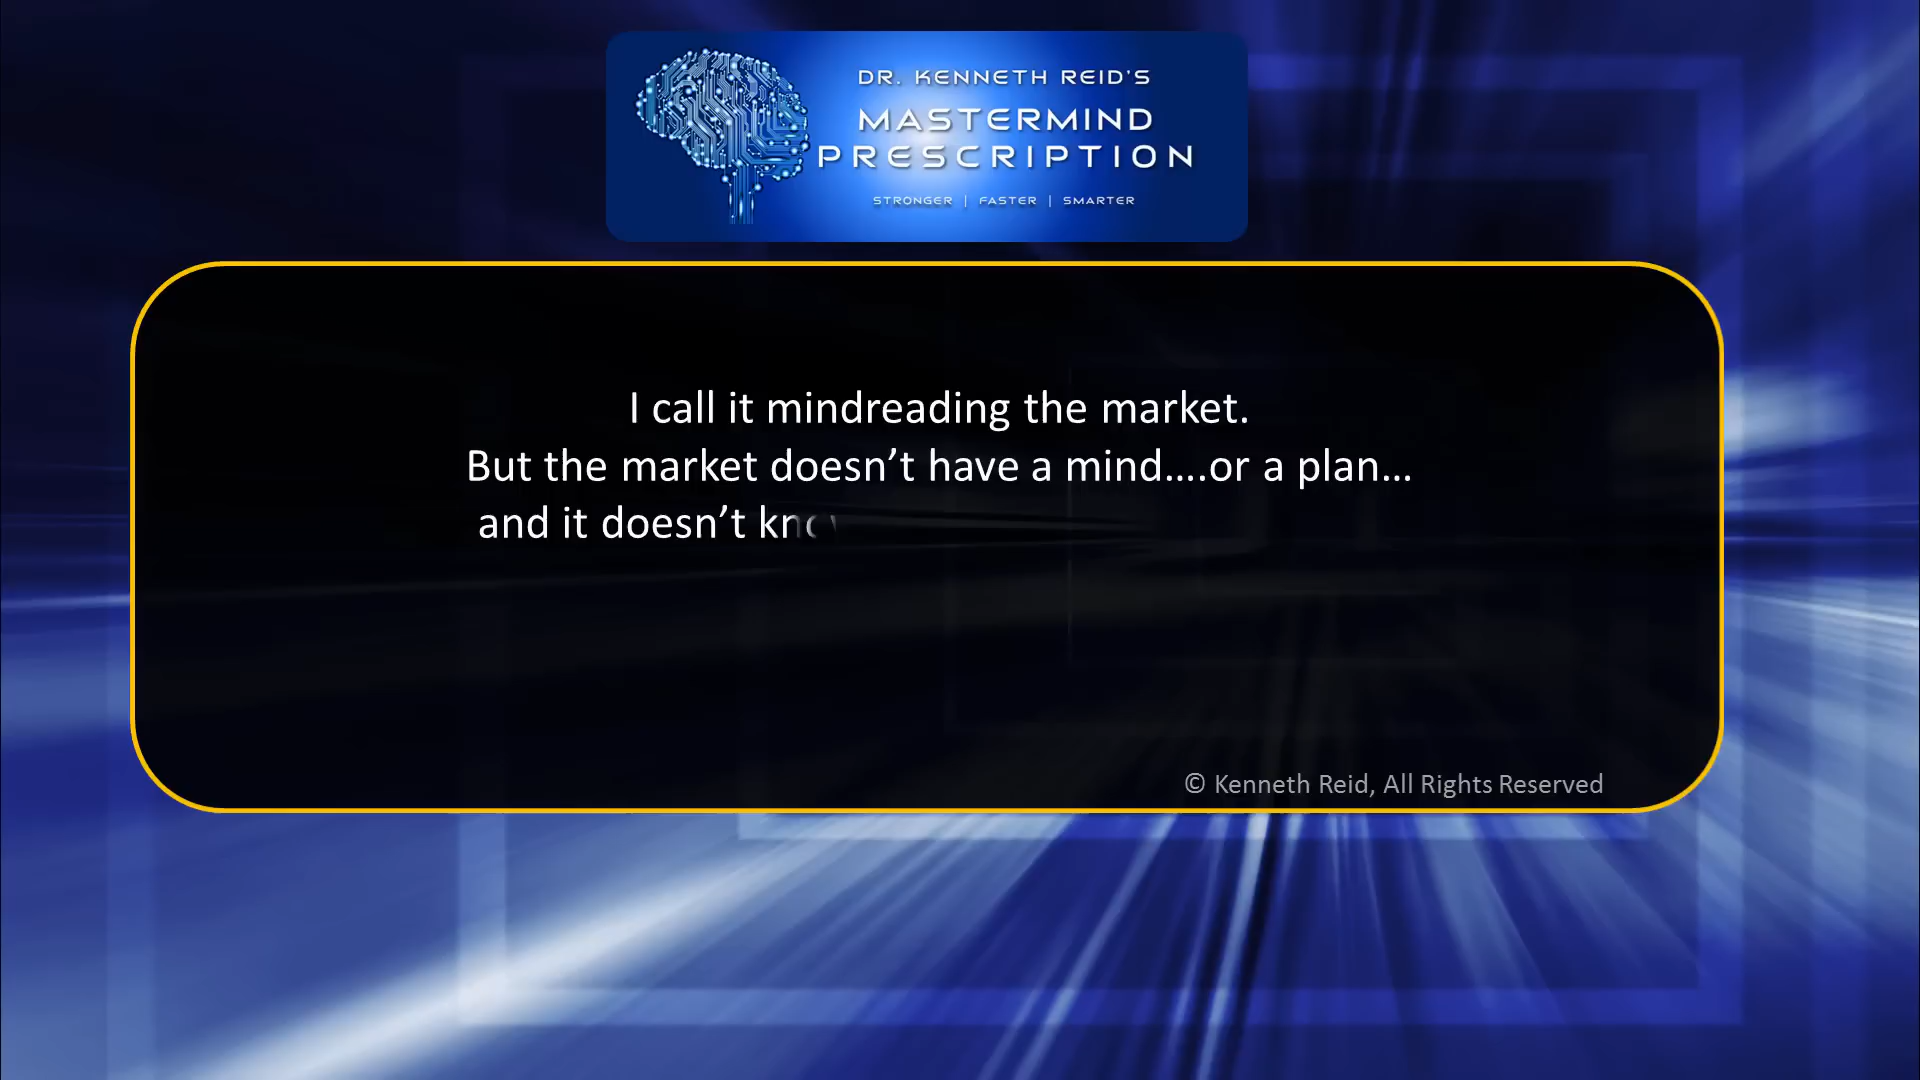 DR. KENNETH REID'S
MASTERMIND
PRESCRIPTION
STRONGER | FASTER | SMARTER
I call it mindreading the market.
But the market doesn’t have a mind....or a plan...
and it doesn’t
© Kenneth Reid, All Rights Reserved